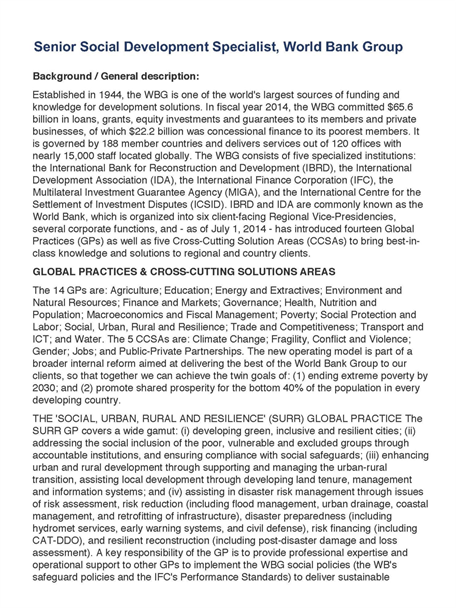 Senior Social Development Specialist, World Bank Group
Background / General description:
Established in 1944, the WBG is one of the world's largest sources of funding and
knowledge for development solutions. In fiscal year 2014, the WBG committed $65.6
billion in loans, grants, equity investments and guarantees to its members and private
businesses, of which $22.2 billion was concessional finance to its poorest members. It
is governed by 188 member countries and delivers services out of 120 offices with
nearly 15,000 staff located globally. The WBG consists of five specialized institutions:
the International Bank for Reconstruction and Development (IBRD), the International
Development Association (IDA), the International Finance Corporation (IFC), the
Multilateral Investment Guarantee Agency (MIGA), and the International Centre for the
Settlement of Investment Disputes (ICSID). IBRD and IDA are commonly known as the
World Bank, which is organized into six client-facing Regional Vice-Presidencies,
several corporate functions, and - as of July 1, 2014 - has introduced fourteen Global
Practices (GPs) as well as five Cross-Cutting Solution Areas (CCSAs) to bring best-in-
class knowledge and solutions to regional and country clients.
GLOBAL PRACTICES & CROSS-CUTTING SOLUTIONS AREAS
The 14 GPs are: Agriculture; Education; Energy and Extractives; Environment and
Natural Resources; Finance and Markets; Governance; Health, Nutrition and
Population; Macroeconomics and Fiscal Management; Poverty; Social Protection and
Labor; Social, Urban, Rural and Resilience; Trade and Competitiveness; Transport and
ICT; and Water. The 5 CCSAs are: Climate Change; Fragility, Conflict and Violence;
Gender; Jobs; and Public-Private Partnerships. The new operating model is part of a
broader internal reform aimed at delivering the best of the World Bank Group to our
clients, so that together we can achieve the twin goals of: (1) ending extreme poverty by
2030; and (2) promote shared prosperity for the bottom 40% of the population in every
developing country.
THE 'SOCIAL, URBAN, RURAL AND RESILIENCE' (SURR) GLOBAL PRACTICE The
SURR GP covers a wide gamut: (i) developing green, inclusive and resilient cities; (ii)
addressing the social inclusion of the poor, vulnerable and excluded groups through
accountable institutions, and ensuring compliance with social safeguards; (iii) enhancing
urban and rural development through supporting and managing the urban-rural
transition, assisting local development through developing land tenure, management
and information systems; and (iv) assisting in disaster risk management through issues
of risk assessment, risk reduction (including flood management, urban drainage, coastal
management, and retrofitting of infrastructure), disaster preparedness (including
hydromet services, early warning systems, and civil defense), risk financing (including
CAT-DDO), and resilient reconstruction (including post-disaster damage and loss
assessment). A key responsibility of the GP is to provide professional expertise and
operational support to other GPs to implement the WBG social policies (the WB's
safeguard policies and the IFC's Performance Standards) to deliver sustainable